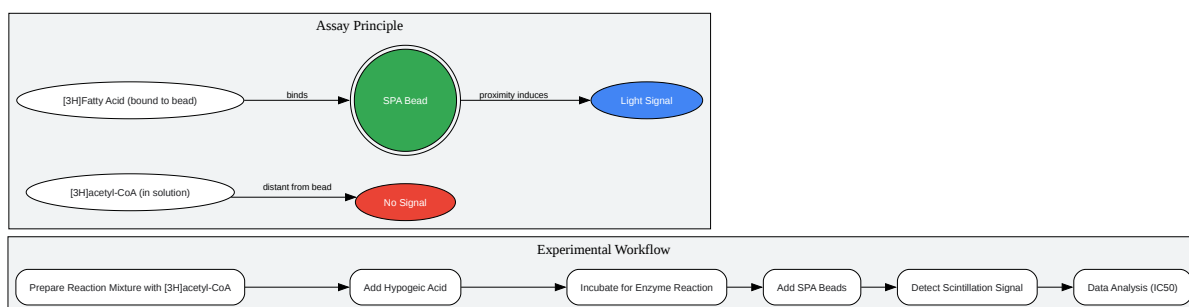 Assay Principle
[3H]Fatty Acid (bound to bead)
binds
SPA Bead
proximity induces
Light Signal
[3H]acetyl-CoA (in solution)
distant from bead
No Signal
Experimental Workflow
Prepare Reaction Mixture with [3H]acetyl-CoA
Add Hypogeic Acid
Incubate for Enzyme Reaction
Add SPA Beads
Detect Scintillation Signal
Data Analysis (IC50)